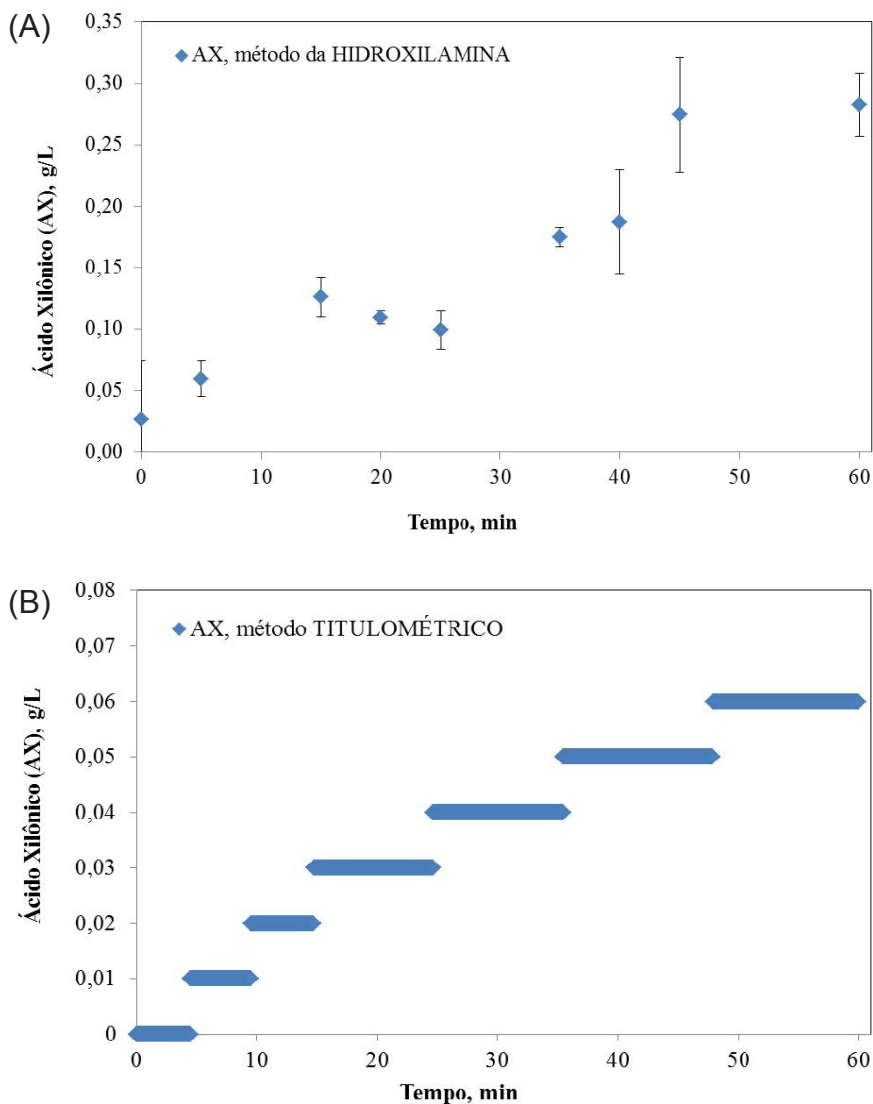 (A)
0,35
AX, método da HIDROXILAMINA
0,30
0,25
0,20
0,15
0,10
0,05
0,00
Ácido Xilônico (AX), g/L
0 10 20 30 40 50 60
Tempo, min
(B)
0,08
AX, método TITULOMÉTRICO
0,07
0,06
0,05
0,04
0,03
0,02
0,01
0
Ácido Xilônico (AX), g/L
0 10 20 30 40 50 60
Tempo, min